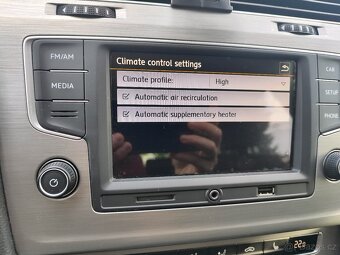 Climate control settings
FM/AM
CAR
Climate profile: High
MEDIA
Automatic air recirculation
SETUP
Automatic supplementary heater
PHONE
22.0